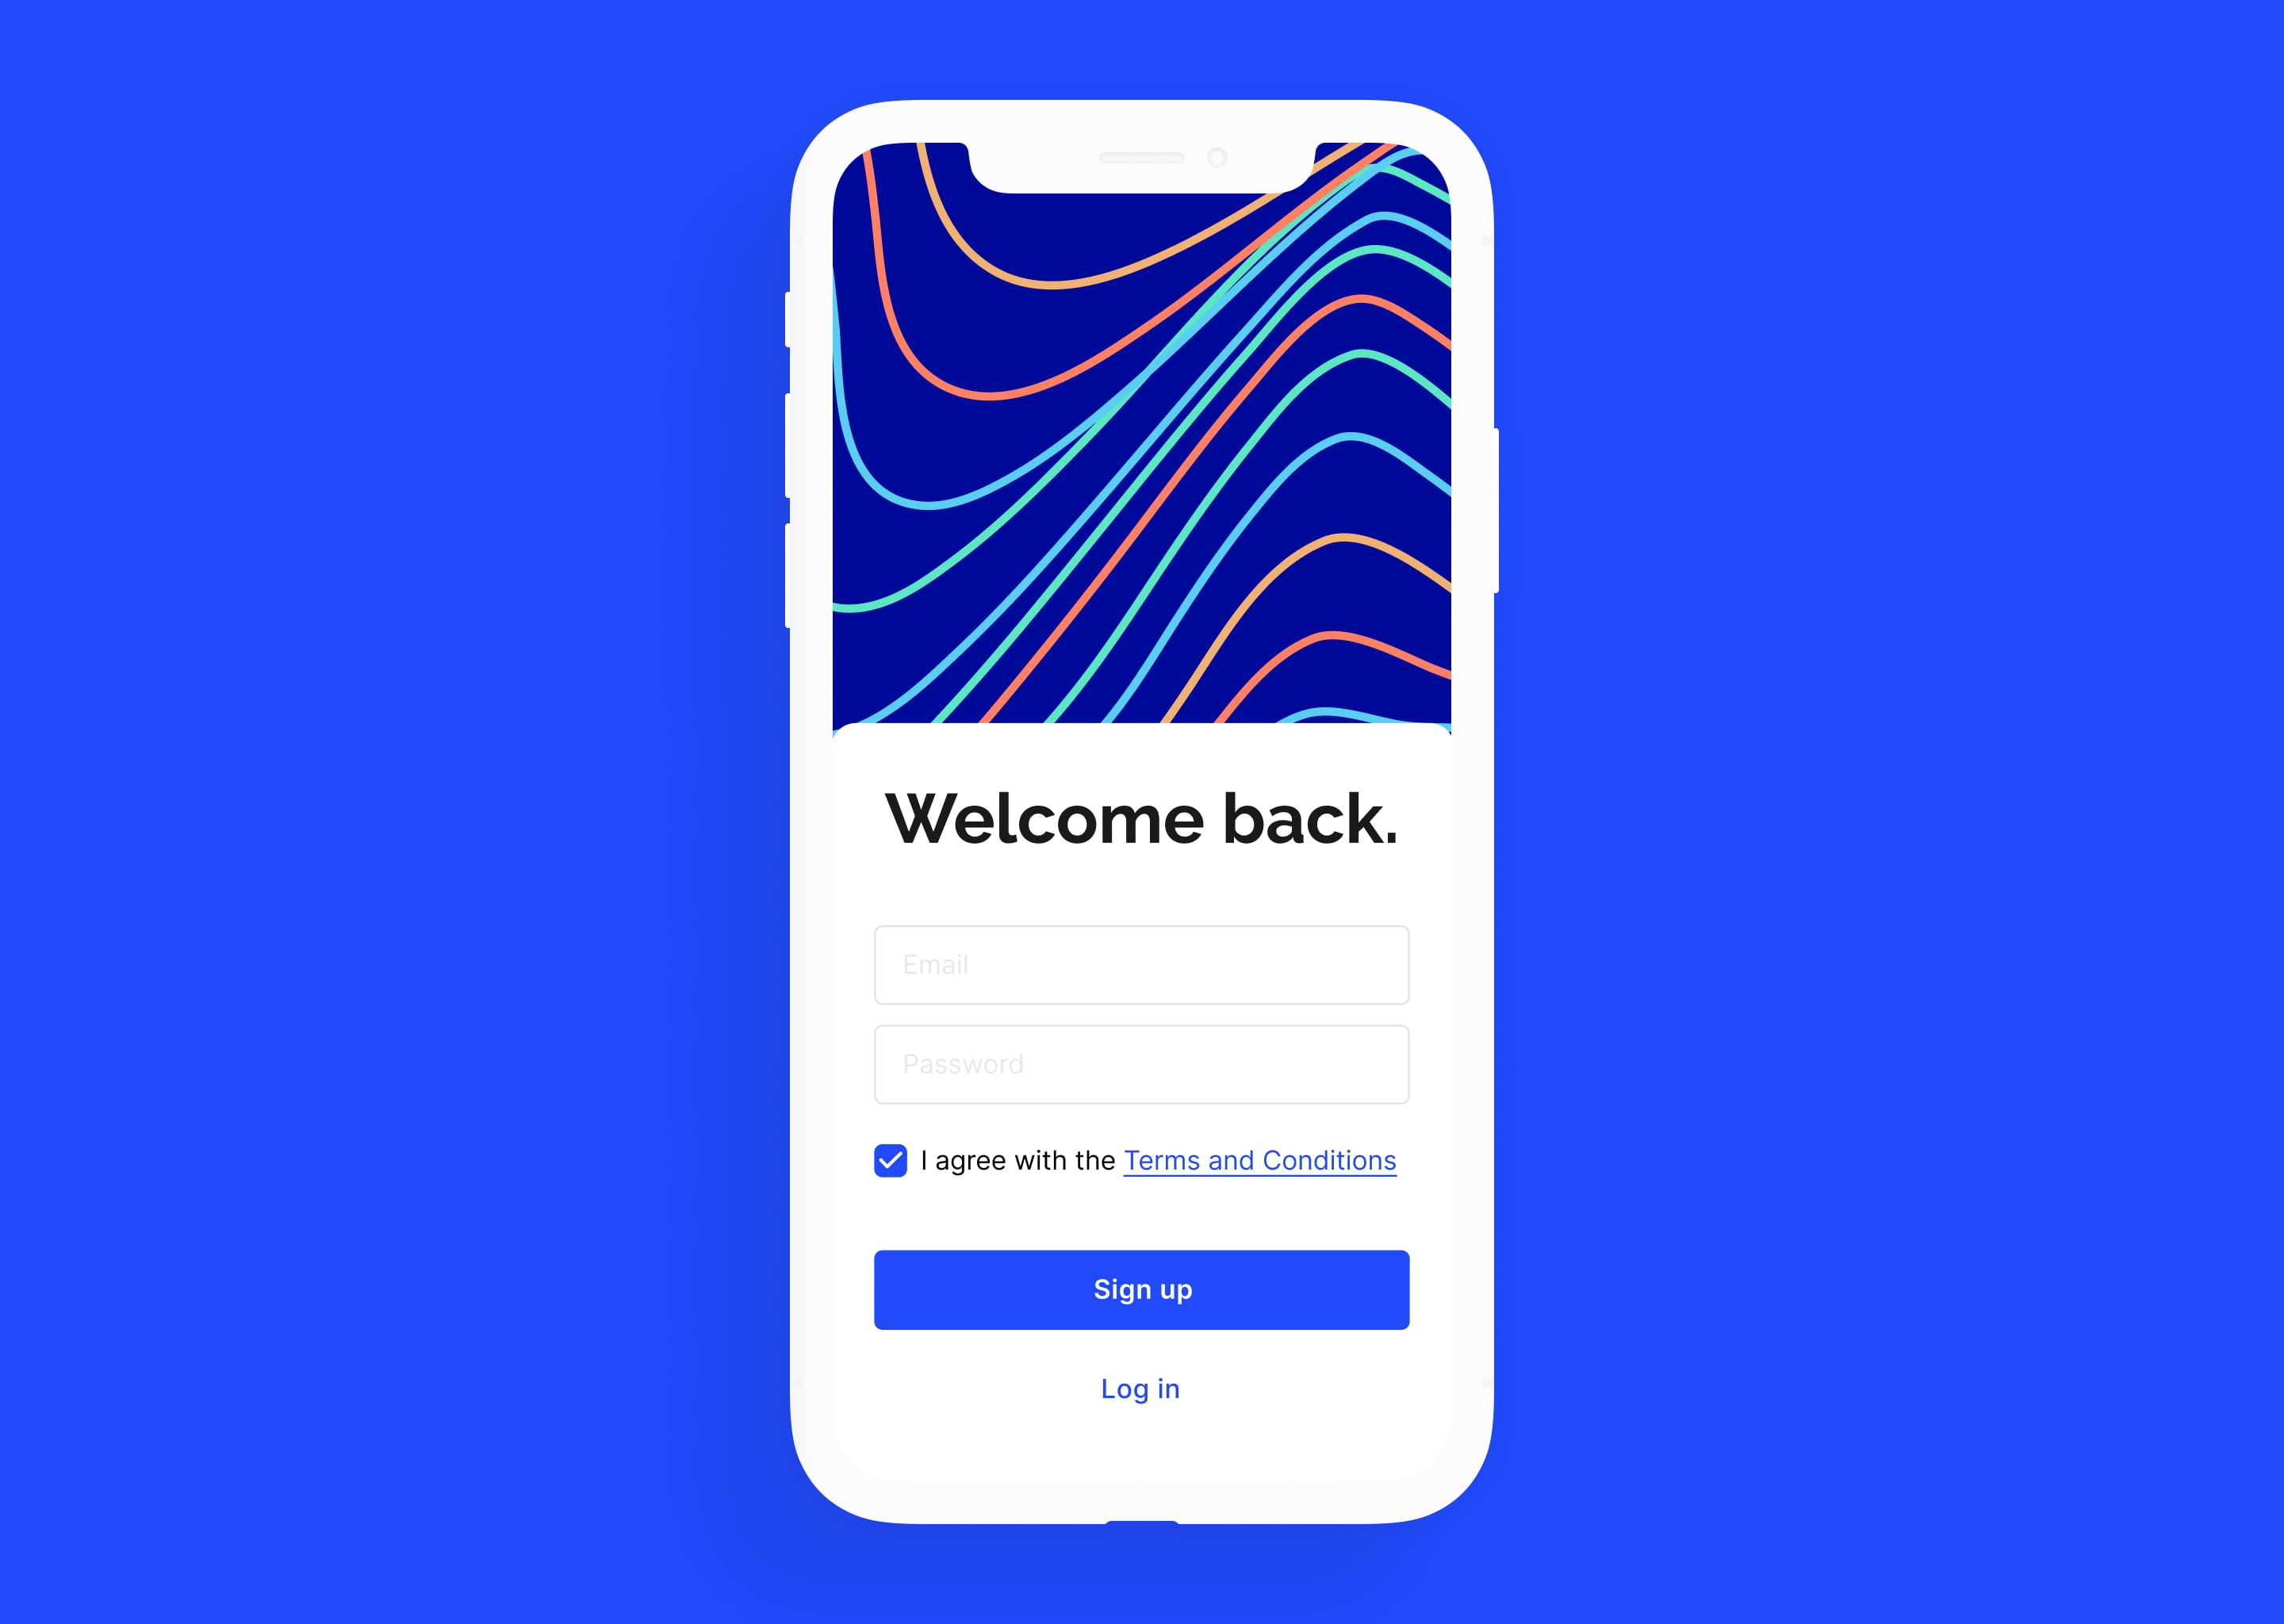 Welcome back.
Email
Password
I agree with the Terms and Conditions
Sign up
Log in